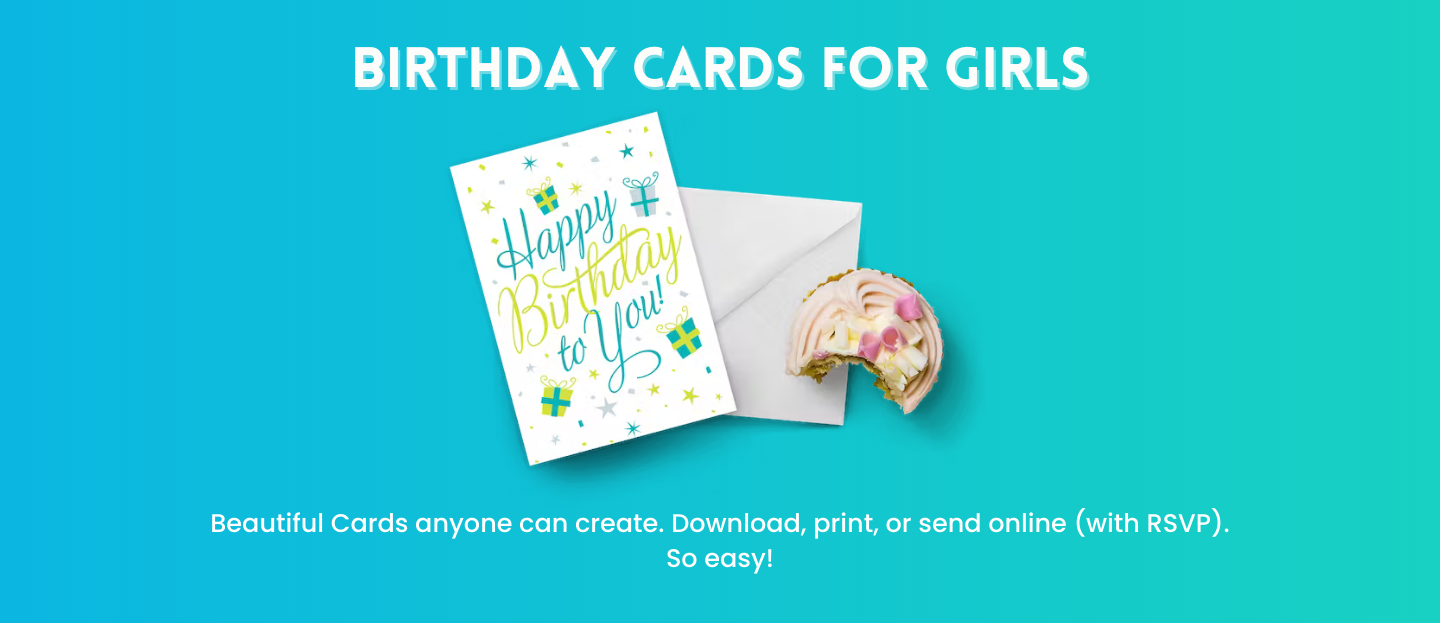 BIRTHDAY CARDS FOR GIRLS
Happy
Birthday
to You!
Beautiful Cards anyone can create. Download, print, or send online (with RSVP).
So easy!